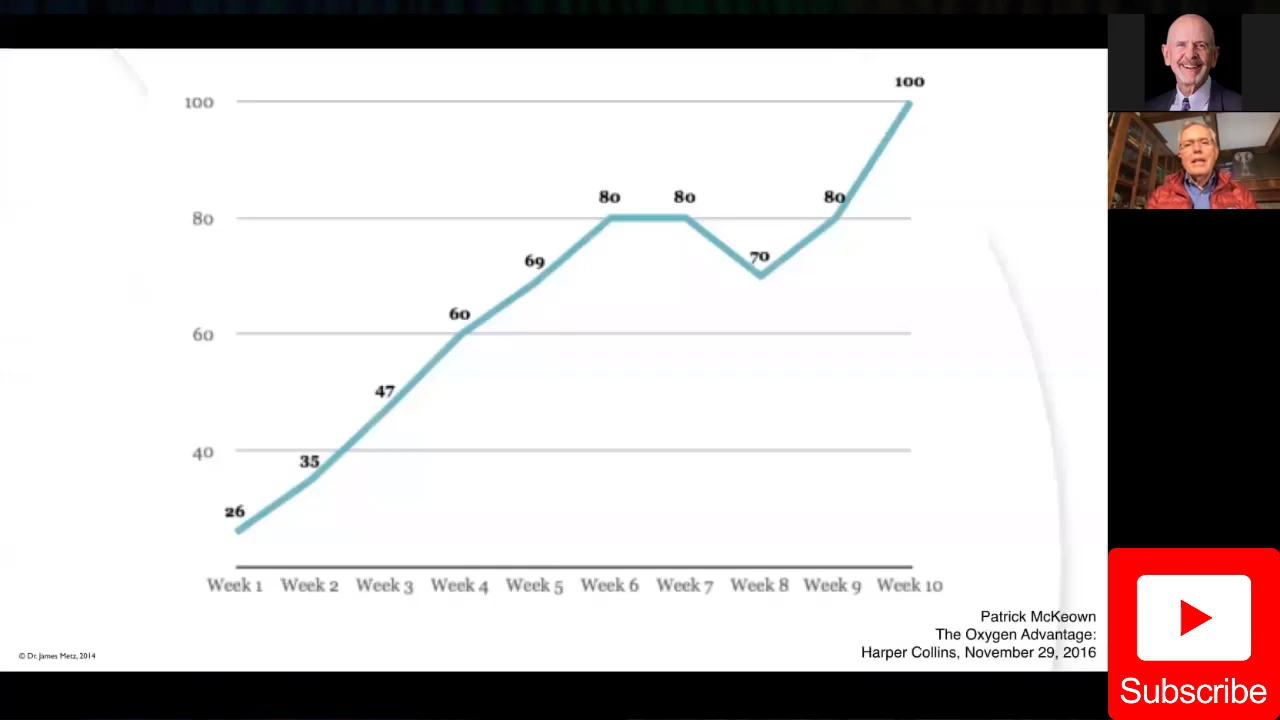 100
100
80
80
80
80
70
69
60
60
47
40
35
26
Week 1 Week 2 Week 3 Week 4 Week 5 Week 6 Week 7 Week 8 Week 9 Week 10
Patrick McKeown
The Oxygen Advantage:
Harper Collins, November 29, 2016
© Dr. James Metz, 2014
Subscribe